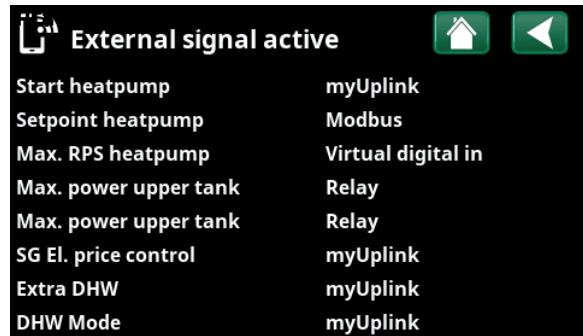 External signal active
Start heatpump myUplink
Setpoint heatpump Modbus
Max. RPS heatpump Virtual digital in
Max. power upper tank Relay
Max. power upper tank Relay
SG El. price control myUplink
Extra DHW myUplink
DHW Mode myUplink